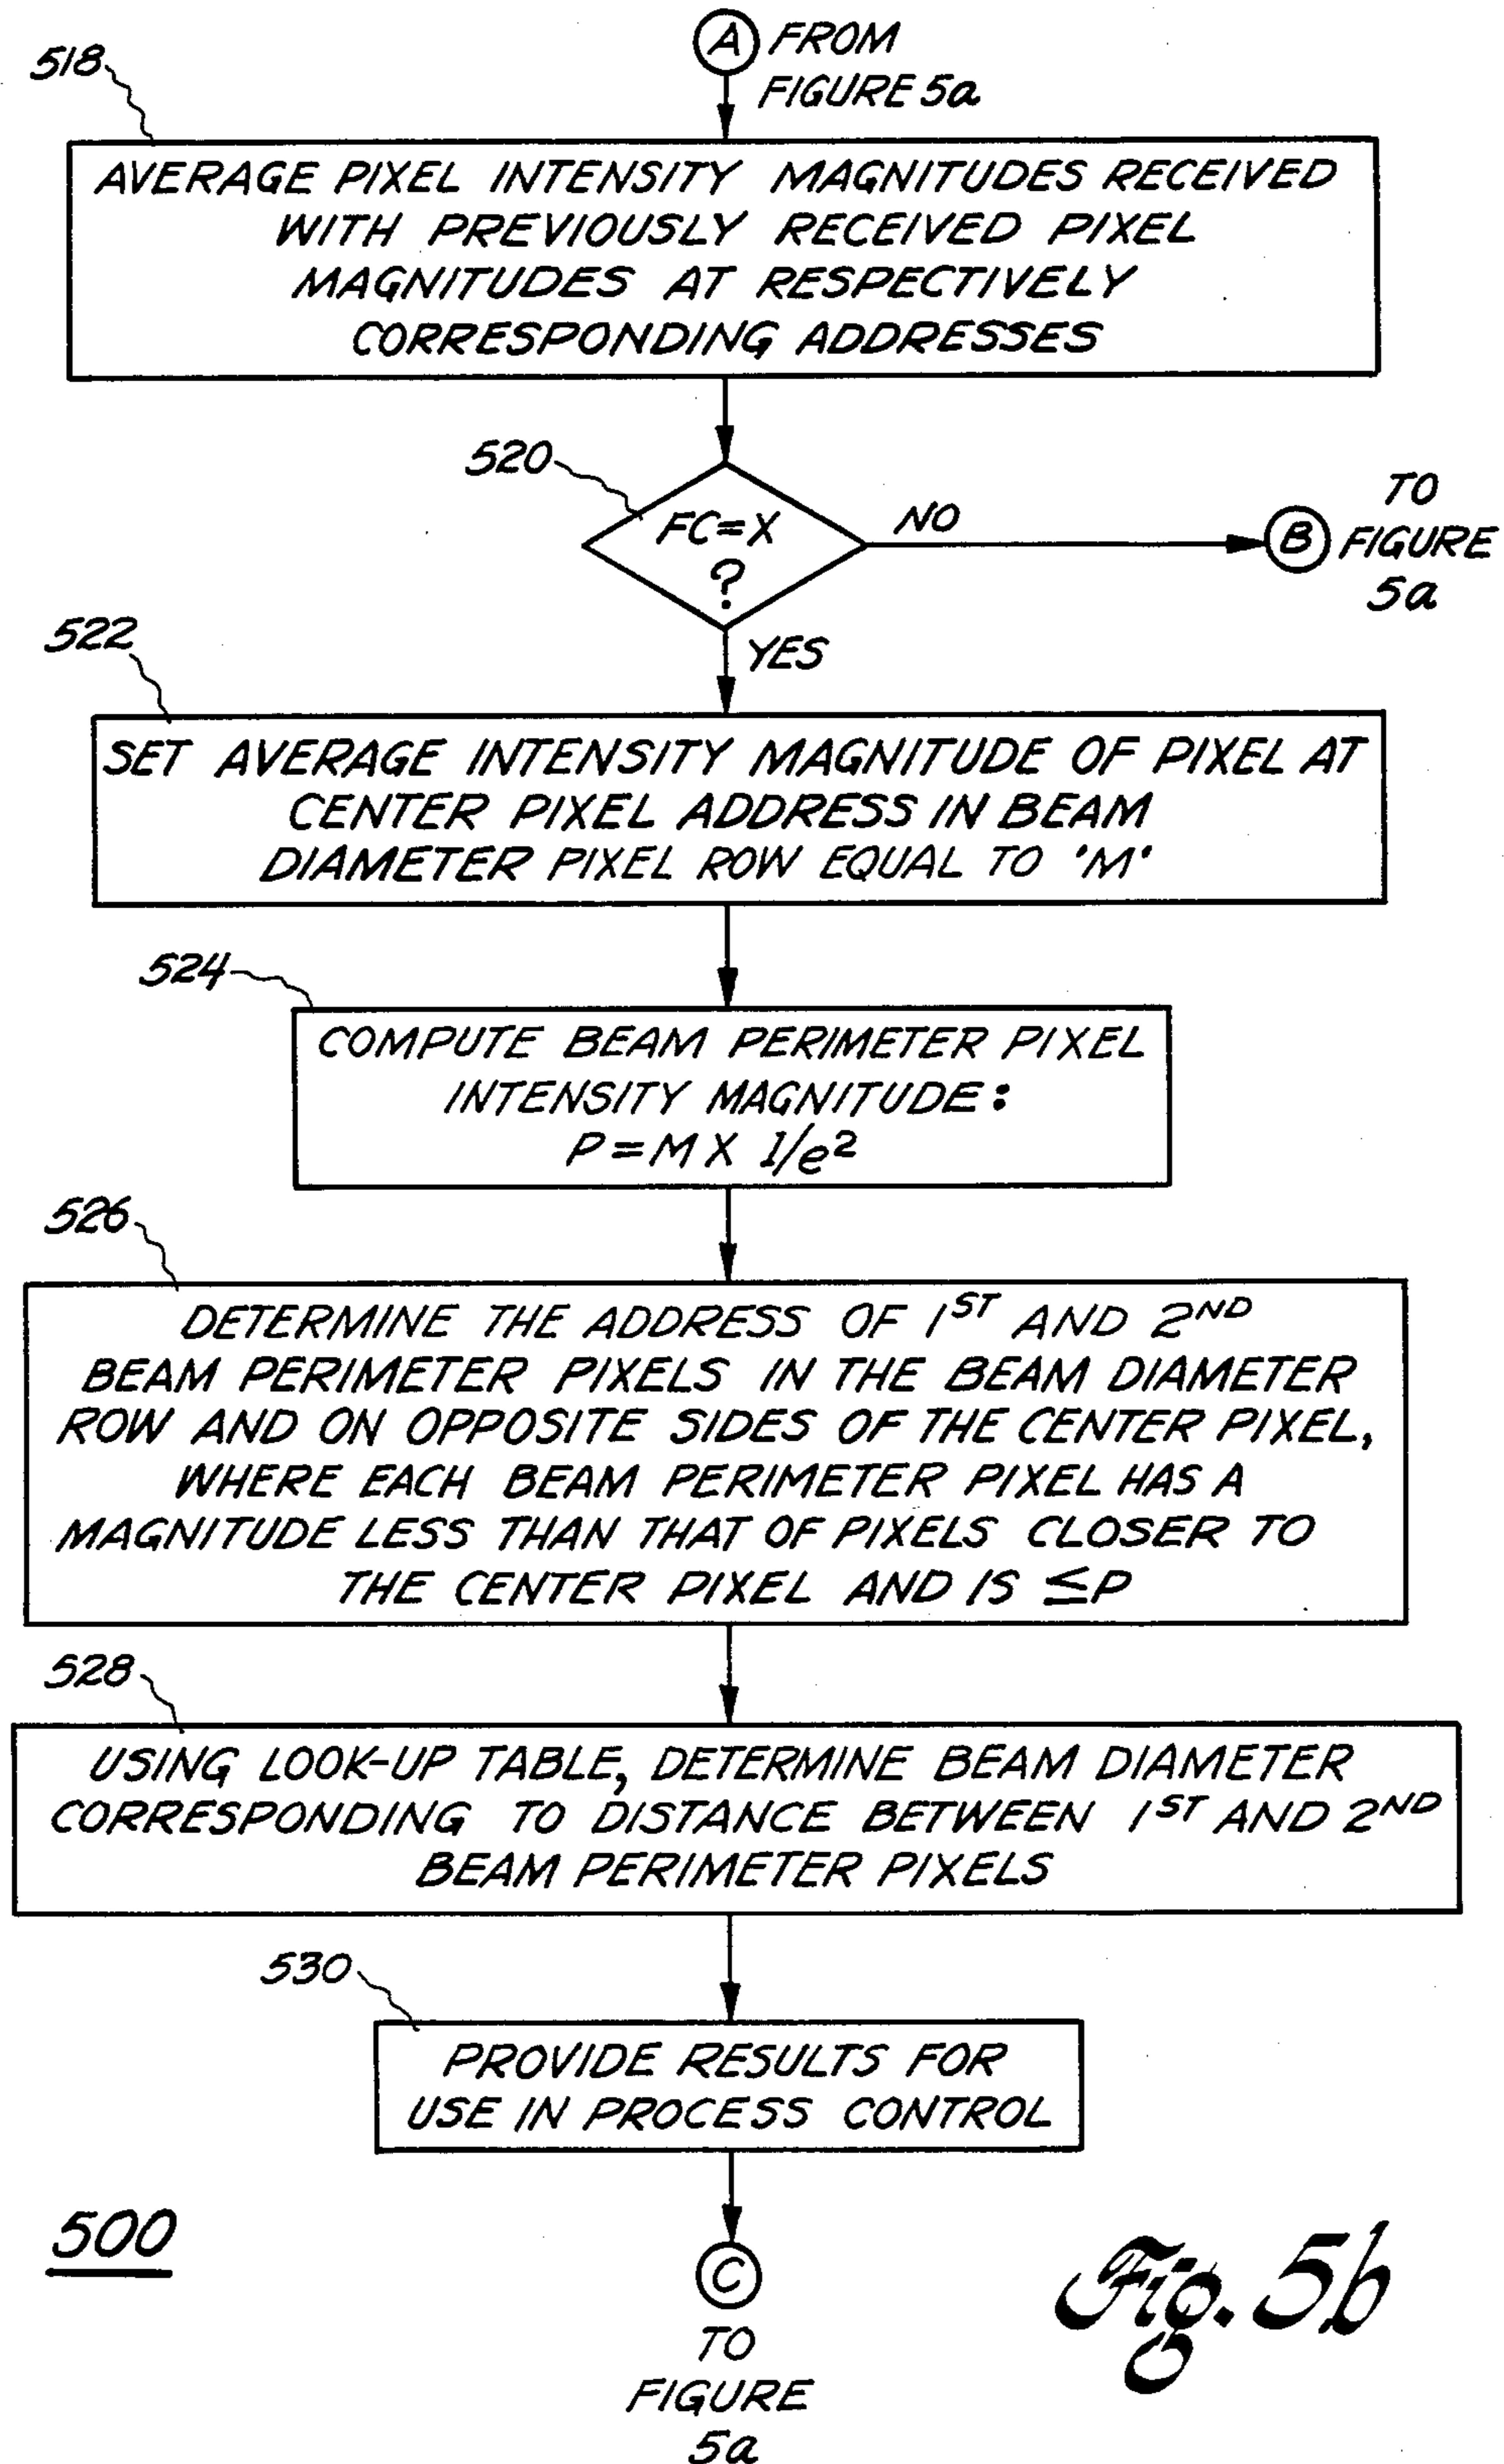 A FROM
FIGURE 5a
518
AVERAGE PIXEL INTENSITY MAGNITUDES RECEIVED
WITH PREVIOUSLY RECEIVED PIXEL
MAGNITUDES AT RESPECTIVELY
CORRESPONDING ADDRESSES
520
FC=X
?
NO
B
TO
FIGURE
5a
YES
522
SET AVERAGE INTENSITY MAGNITUDE OF PIXEL AT
CENTER PIXEL ADDRESS IN BEAM
DIAMETER PIXEL ROW EQUAL TO 'M'
524
COMPUTE BEAM PERIMETER PIXEL
INTENSITY MAGNITUDE:
P=M X 1/e²
526
DETERMINE THE ADDRESS OF 1ST AND 2ND
BEAM PERIMETER PIXELS IN THE BEAM DIAMETER
ROW AND ON OPPOSITE SIDES OF THE CENTER PIXEL,
WHERE EACH BEAM PERIMETER PIXEL HAS A
MAGNITUDE LESS THAN THAT OF PIXELS CLOSER TO
THE CENTER PIXEL AND IS ≤P
528
USING LOOK-UP TABLE, DETERMINE BEAM DIAMETER
CORRESPONDING TO DISTANCE BETWEEN 1ST AND 2ND
BEAM PERIMETER PIXELS
530
PROVIDE RESULTS FOR
USE IN PROCESS CONTROL
500
C
TO
FIGURE
5a
Fig. 5b